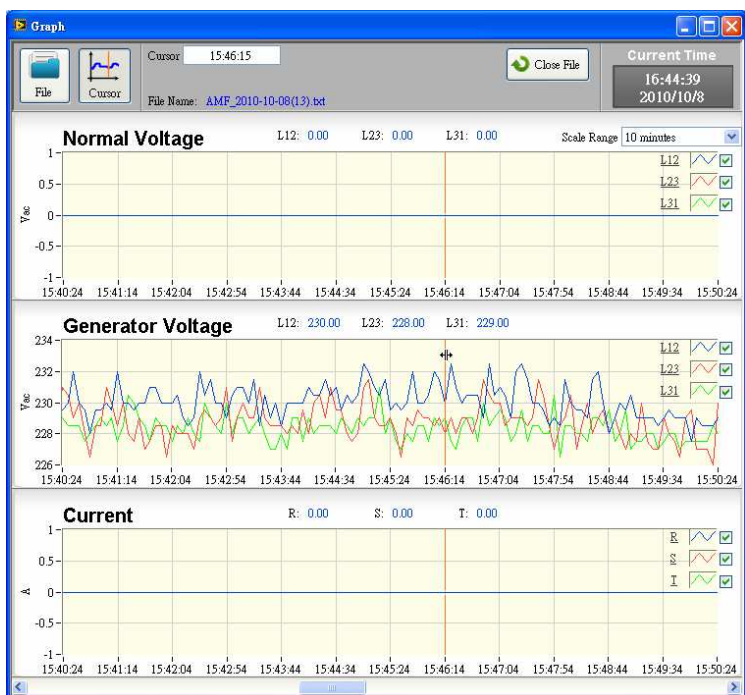 Graph
Cursor 15:46:15
File
Cursor
File Name: AMF_2010-10-08(13).txt
Close File
Current Time
16:44:39
2010/10/8
Normal Voltage L12: 0.00 L23: 0.00 L31: 0.00 Scale Range 10 minutes
1
0.5
0
-0.5
-1
Vac
L12
L23
L31
15:40:24 15:41:14 15:42:04 15:42:54 15:43:44 15:44:34 15:45:24 15:46:14 15:47:04 15:47:54 15:48:44 15:49:34 15:50:24
Generator Voltage L12: 230.00 L23: 228.00 L31: 229.00
234
232
230
228
226
Vac
L12
L23
L31
15:40:24 15:41:14 15:42:04 15:42:54 15:43:44 15:44:34 15:45:24 15:46:14 15:47:04 15:47:54 15:48:44 15:49:34 15:50:24
Current R: 0.00 S: 0.00 T: 0.00
1
0.5
0
-0.5
-1
A
R
S
T
15:40:24 15:41:14 15:42:04 15:42:54 15:43:44 15:44:34 15:45:24 15:46:14 15:47:04 15:47:54 15:48:44 15:49:34 15:50:24